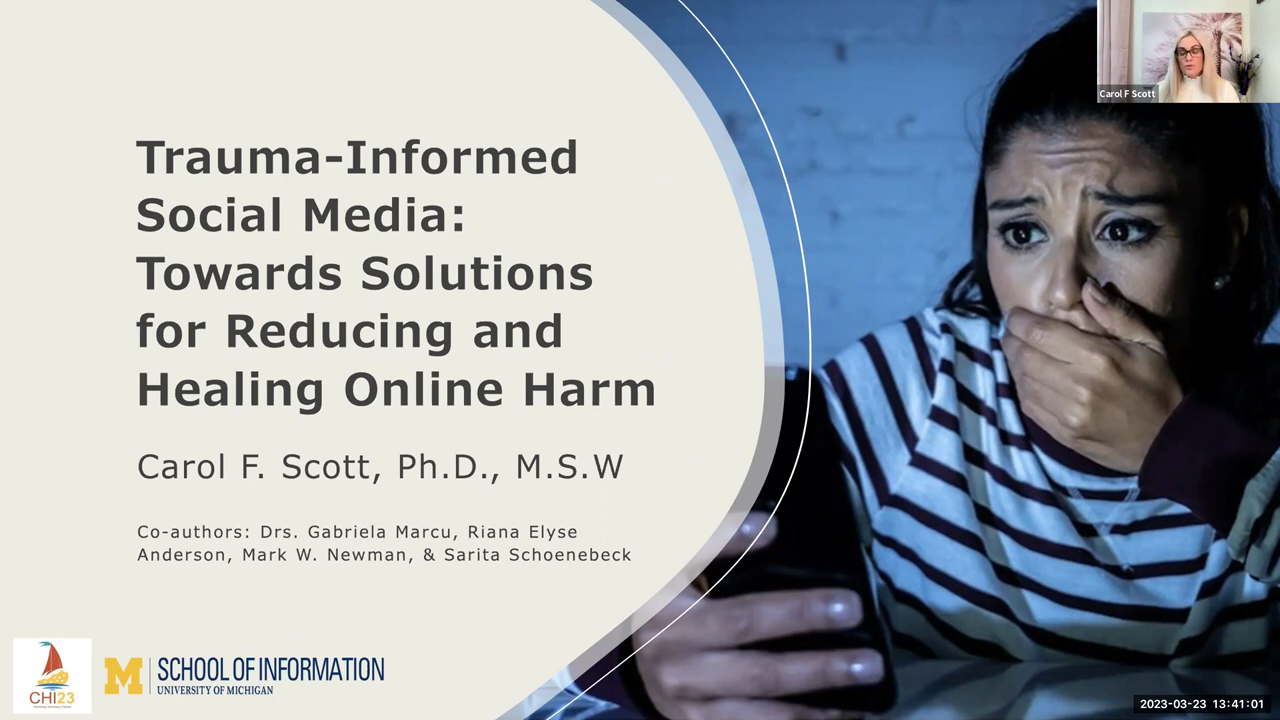 Carol F Scott
Trauma-Informed
Social Media:
Towards Solutions
for Reducing and
Healing Online Harm
Carol F. Scott, Ph.D., M.S.W
Co-authors: Drs. Gabriela Marcu, Riana Elyse
Anderson, Mark W. Newman, & Sarita Schoenebeck
CHI23
M
SCHOOL OF INFORMATION
UNIVERSITY OF MICHIGAN
2023-03-23 13:41:01